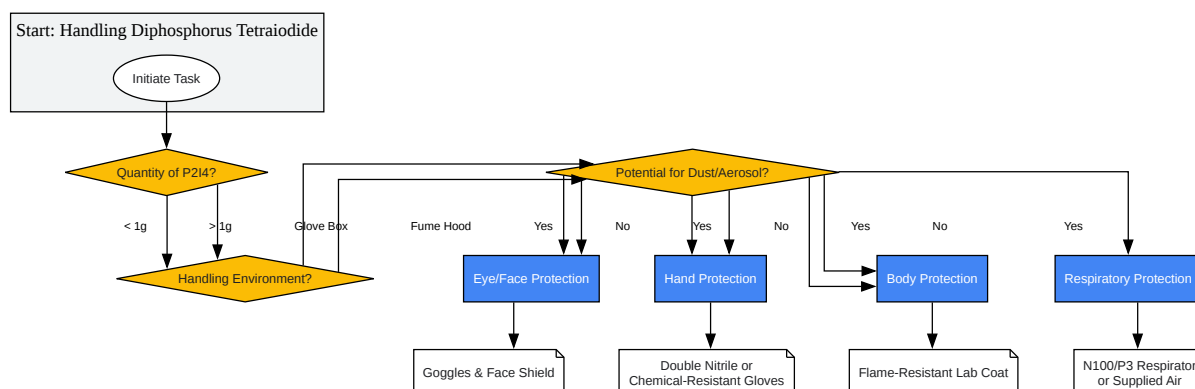 Start: Handling Diphosphorus Tetraiodide
Initiate Task
Quantity of P2I4?
Potential for Dust/Aerosol?
< 1g
> 1g
Glove Box
Fume Hood
Yes
No
Yes
No
Yes
No
Yes
Handling Environment?
Eye/Face Protection
Hand Protection
Body Protection
Respiratory Protection
Goggles & Face Shield
Double Nitrile or
Chemical-Resistant Gloves
Flame-Resistant Lab Coat
N100/P3 Respirator
or Supplied Air